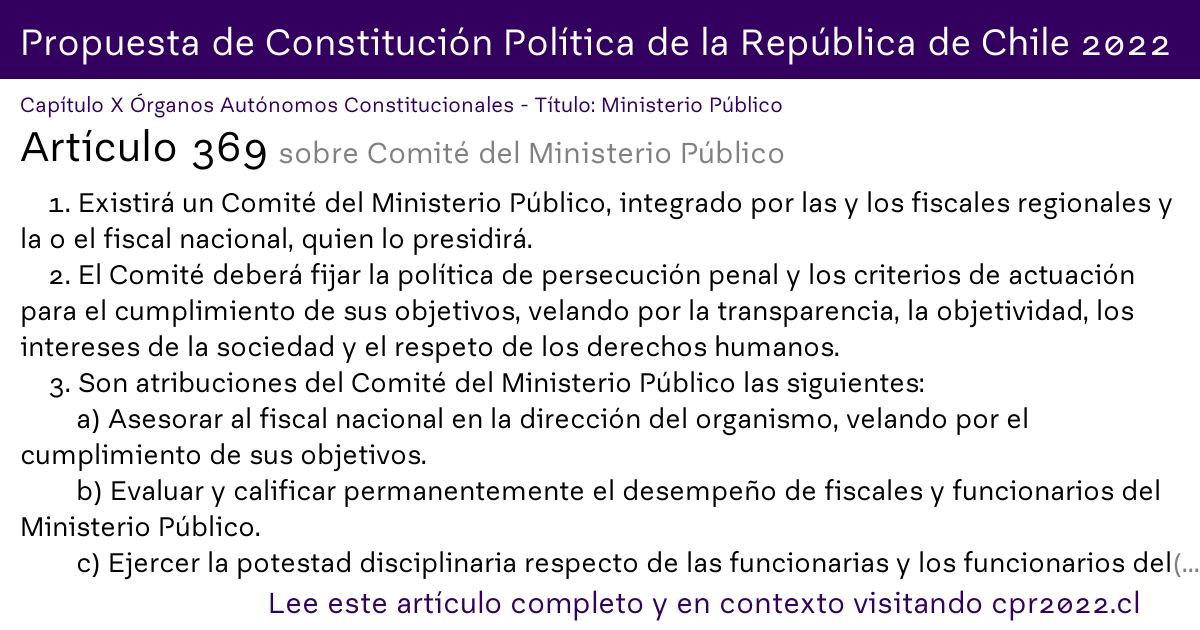 Propuesta de Constitución Política de la República de Chile 2022
Capítulo X Órganos Autónomos Constitucionales - Título: Ministerio Público
Artículo 369 sobre Comité del Ministerio Público
1. Existirá un Comité del Ministerio Público, integrado por las y los fiscales regionales y
la o el fiscal nacional, quien lo presidirá.
2. El Comité deberá fijar la política de persecución penal y los criterios de actuación
para el cumplimiento de sus objetivos, velando por la transparencia, la objetividad, los
intereses de la sociedad y el respeto de los derechos humanos.
3. Son atribuciones del Comité del Ministerio Público las siguientes:
a) Asesorar al fiscal nacional en la dirección del organismo, velando por el
cumplimiento de sus objetivos.
b) Evaluar y calificar permanentemente el desempeño de fiscales y funcionarios del
Ministerio Público.
c) Ejercer la potestad disciplinaria respecto de las funcionarias y los funcionarios del(...
Lee este artículo completo y en contexto visitando cpr2022.cl